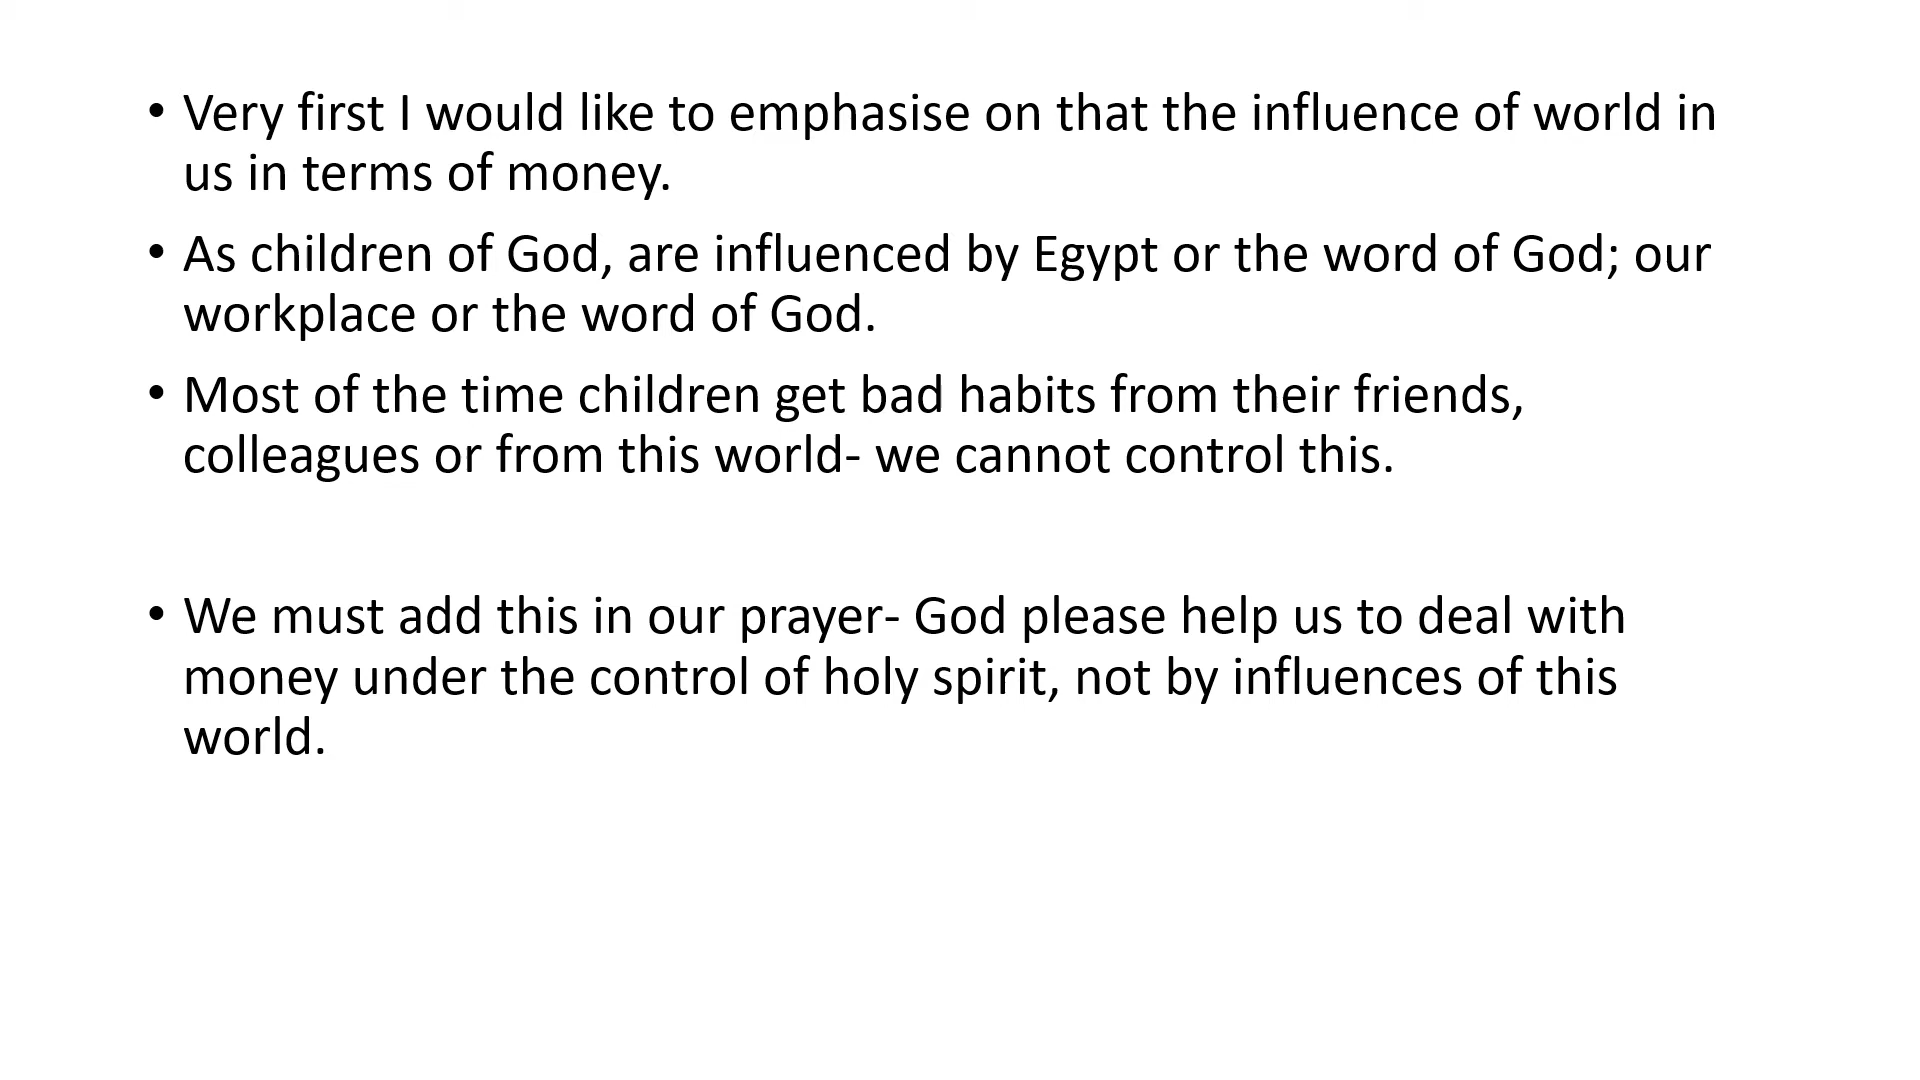 • Very first I would like to emphasise on that the influence of world in
us in terms of money.
• As children of God, are influenced by Egypt or the word of God; our
workplace or the word of God.
• Most of the time children get bad habits from their friends,
colleagues or from this world- we cannot control this.
• We must add this in our prayer- God please help us to deal with
money under the control of holy spirit, not by influences of this
world.